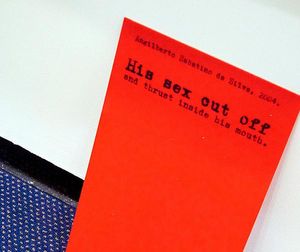 Angilberto Sabatino da Silva, 2004.
His sex cut off
and thrust inside his mouth.